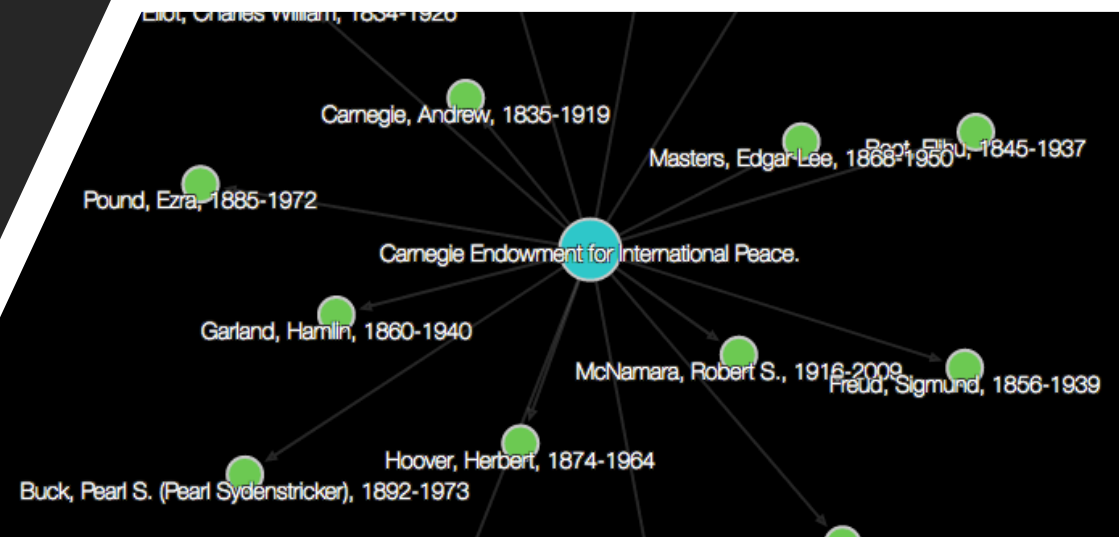 Eliot, Charles William, 1834-1926
Carnegie, Andrew, 1835-1919
Root, Elihu, 1845-1937
Masters, Edgar Lee, 1868-1950
Pound, Ezra, 1885-1972
Carnegie Endowment for International Peace.
Garland, Hamlin, 1860-1940
McNamara, Robert S., 1916-2009
Freud, Sigmund, 1856-1939
Hoover, Herbert, 1874-1964
Buck, Pearl S. (Pearl Sydenstricker), 1892-1973